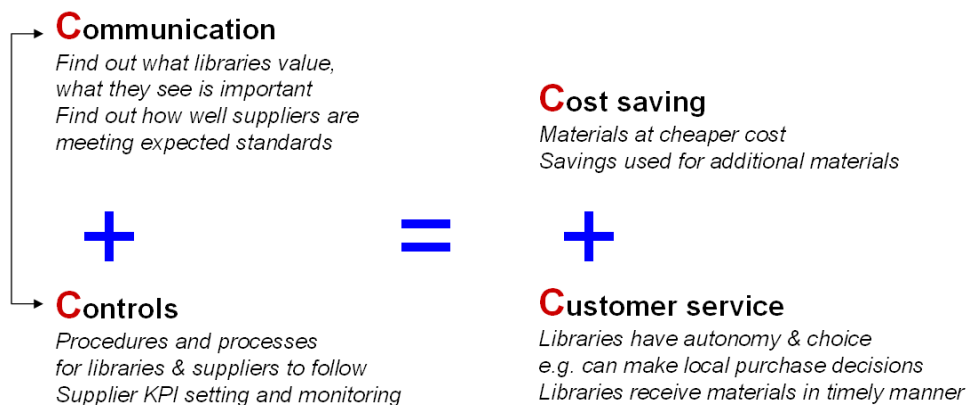 Communication
Find out what libraries value,
what they see is important
Find out how well suppliers are
meeting expected standards
+
Controls
Procedures and processes
for libraries & suppliers to follow
Supplier KPI setting and monitoring
=
Cost saving
Materials at cheaper cost
Savings used for additional materials
+
Customer service
Libraries have autonomy & choice
e.g. can make local purchase decisions
Libraries receive materials in timely manner